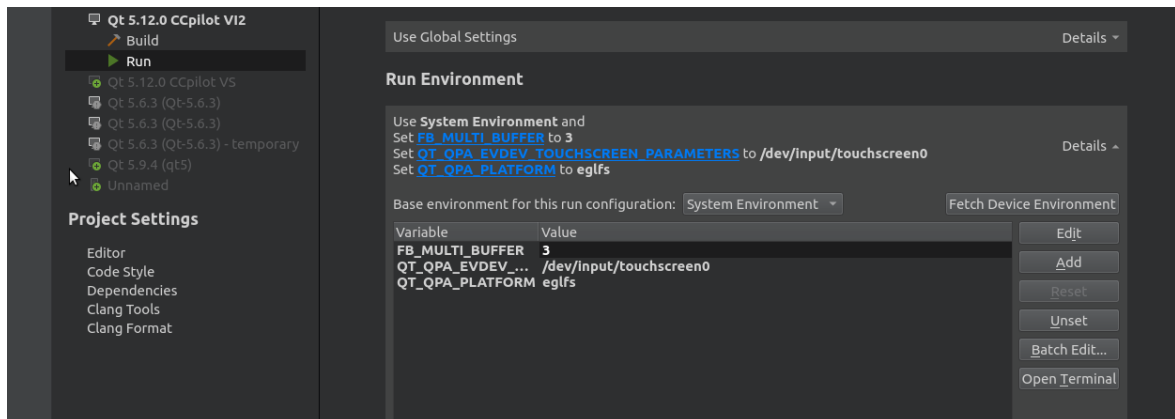 Qt 5.12.0 CCpilot VI2
Build
Run
Qt 5.12.0 CCpilot VS
Qt 5.6.3 (Qt-5.6.3)
Qt 5.6.3 (Qt-5.6.3)
Qt 5.6.3 (Qt-5.6.3) - temporary
Qt 5.9.4 (qt5)
Unnamed
Project Settings
Editor
Code Style
Dependencies
Clang Tools
Clang Format
Use Global Settings Details
Run Environment
Use System Environment and
Set FB_MULTI_BUFFER to 3
Set QT_QPA_EVDEV_TOUCHSCREEN_PARAMETERS to /dev/input/touchscreen0
Set QT_QPA_PLATFORM to eglfs
Details
Base environment for this run configuration: System Environment Fetch Device Environment
Variable Value
FB_MULTI_BUFFER 3
QT_QPA_EVDEV_... /dev/input/touchscreen0
QT_QPA_PLATFORM eglfs
Edit
Add
Reset
Unset
Batch Edit...
Open Terminal